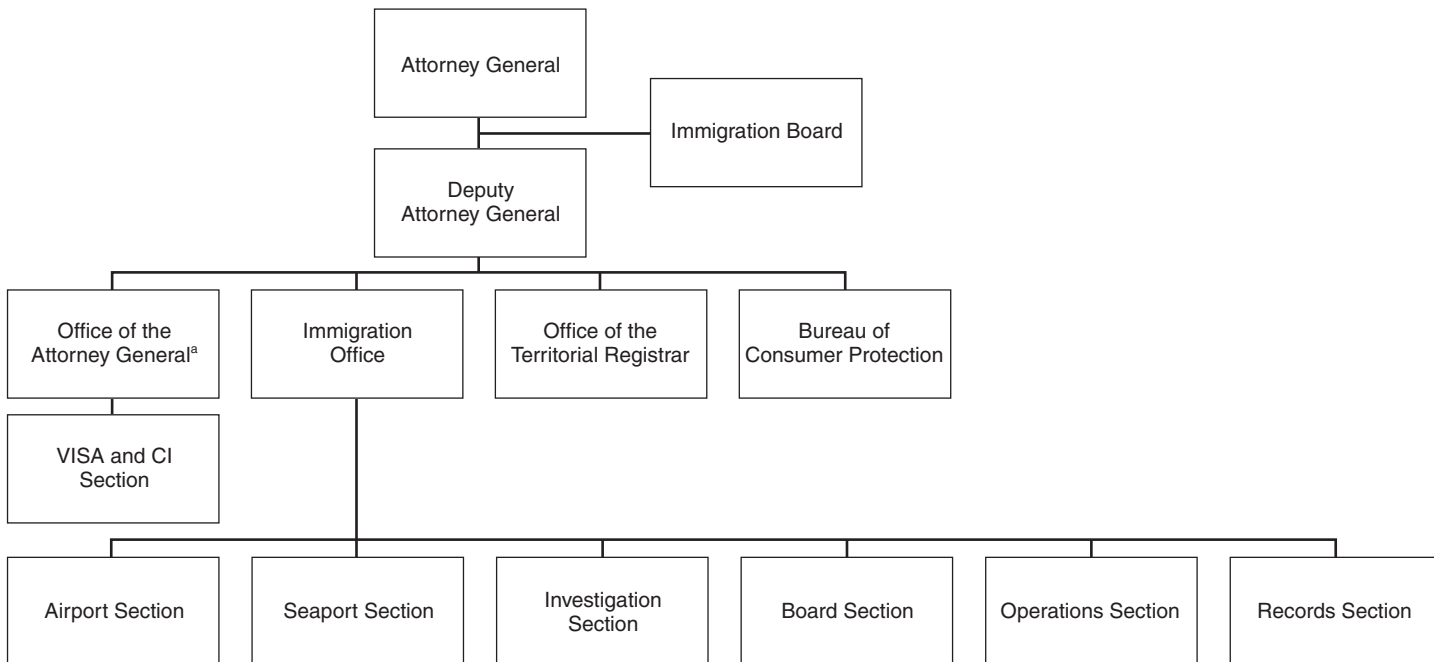 Attorney General
Immigration Board
Deputy
Attorney General
Office of the
Attorney Generalᵃ
Immigration
Office
Office of the
Territorial Registrar
Bureau of
Consumer Protection
VISA and CI
Section
Airport Section
Seaport Section
Investigation
Section
Board Section
Operations Section
Records Section